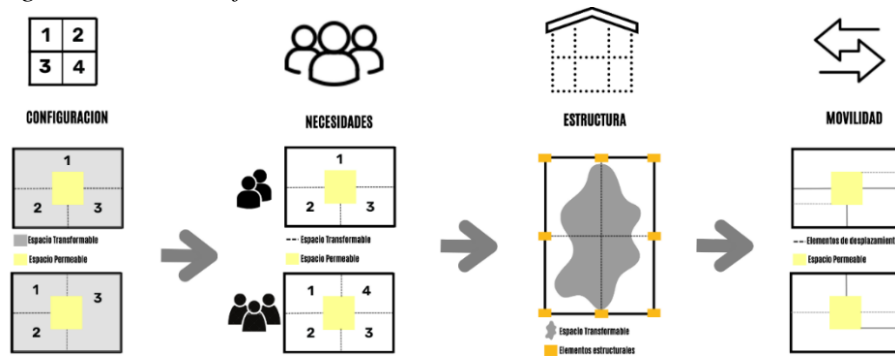 1 2
3 4
CONFIGURACION
NECESIDADES
ESTRUCTURA
MOVILIDAD
1
2 3
Espacio Transformable
Espacio Permeable
1 3
2
1
2 3
Espacio Transformable
Espacio Permeable
1 4
2 3
Espacio Transformable
Elementos estructurales
Elementos de desplazamient
Espacio Permeable